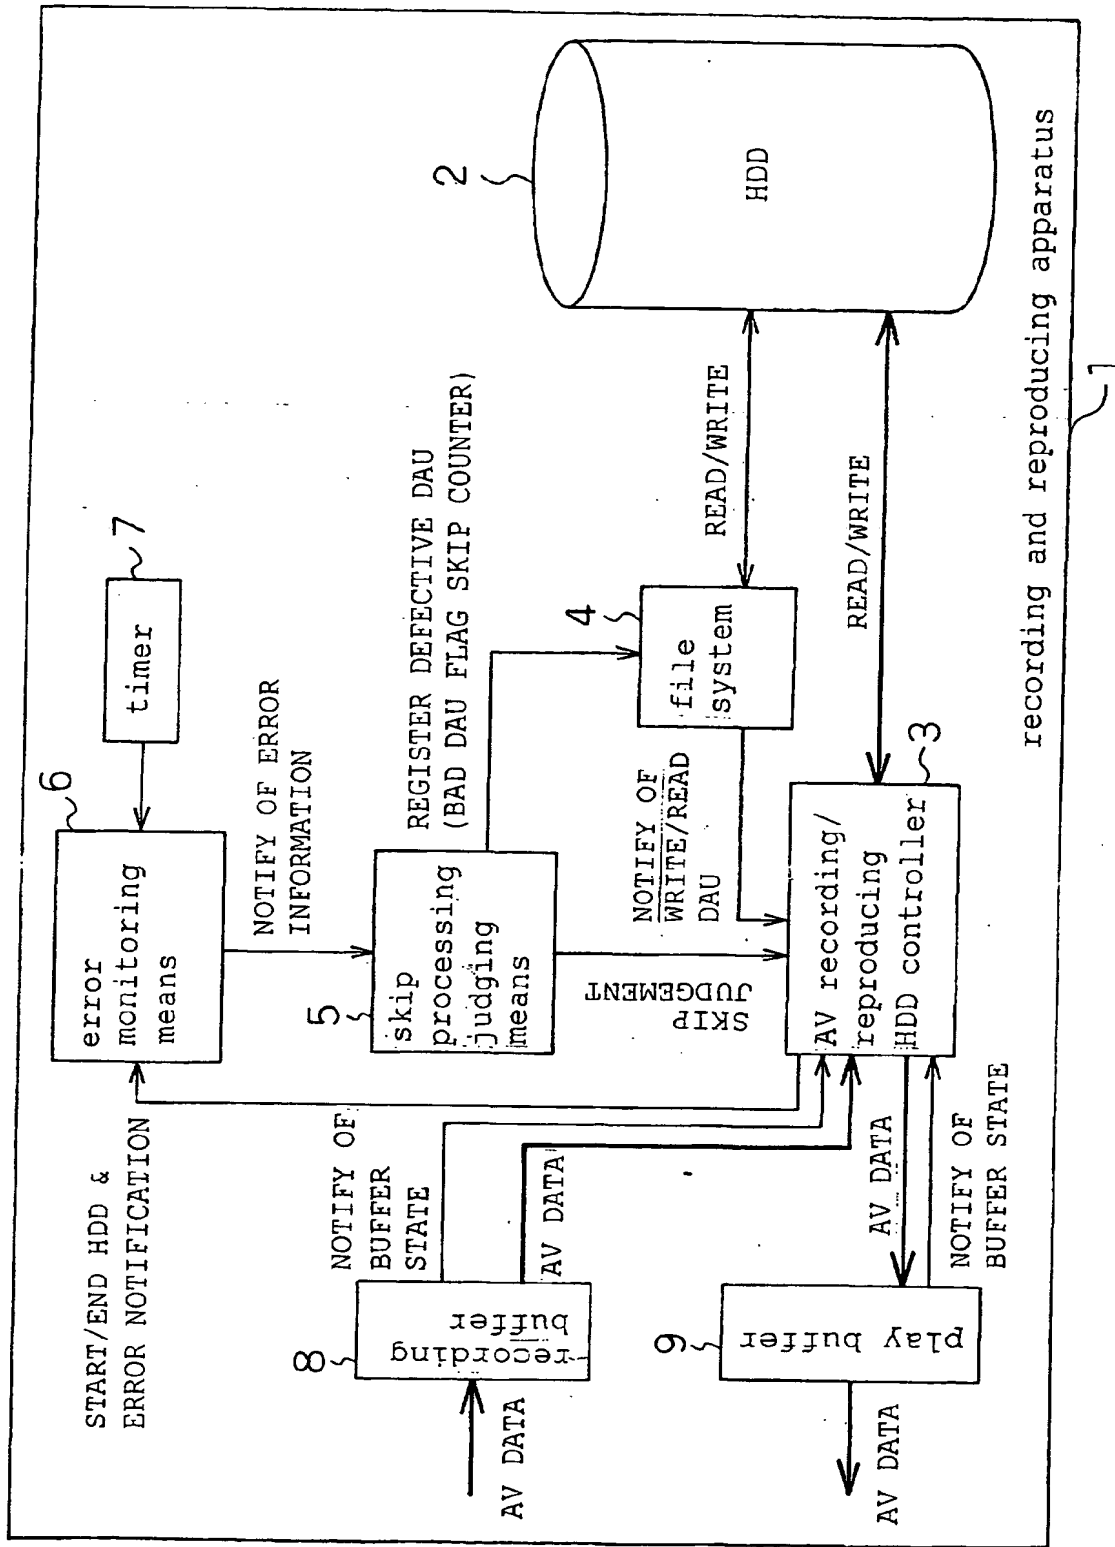 START/END HDD &
ERROR NOTIFICATION
6
error
monitoring
means
7
timer
NOTIFY OF ERROR
INFORMATION
5
skip
processing
judging
means
REGISTER DEFECTIVE DAU
(BAD DAU FLAG SKIP COUNTER)
SKIP
JUDGEMENT
NOTIFY OF
WRITE/READ
DAU
4
file
system
READ/WRITE
2
HDD
READ/WRITE
8
recording
buffer
AV DATA
NOTIFY OF
BUFFER
STATE
AV DATA
3
AV recording/
reproducing
HDD controller
9
play buffer
AV DATA
AV DATA
NOTIFY OF
BUFFER STATE
recording and reproducing apparatus
1